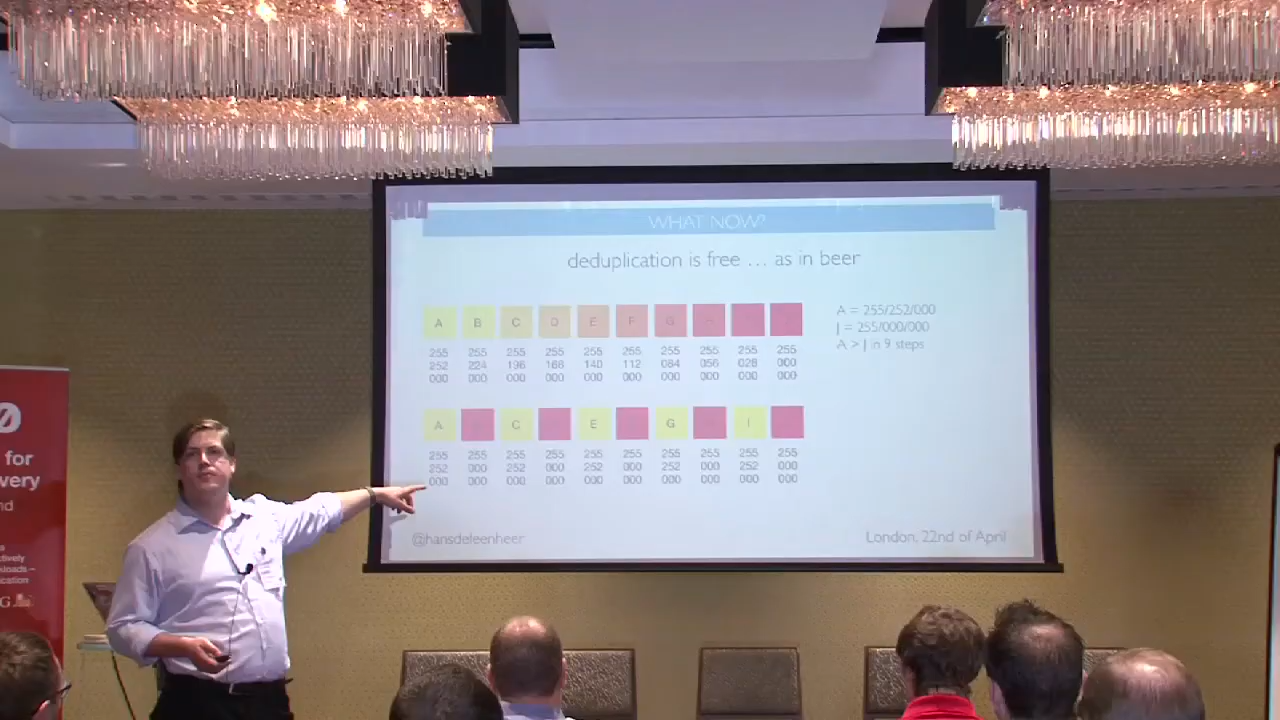 WHAT NOW?
deduplication is free ... as in beer
A B C D E F G H
255 255 255 255 255 255 255 255 255 255
252 224 196 168 140 112 084 056 028 000
000 000 000 000 000 000 000 000 000 000
A = 255/252/000
J = 255/000/000
A > J in 9 steps
A C E G I
255 255 255 255 255 255 255 255 255 255
252 000 252 000 252 000 252 000 252 000
000 000 000 000 000 000 000 000 000 000
@hansdeleenheer
London, 22nd of April
for